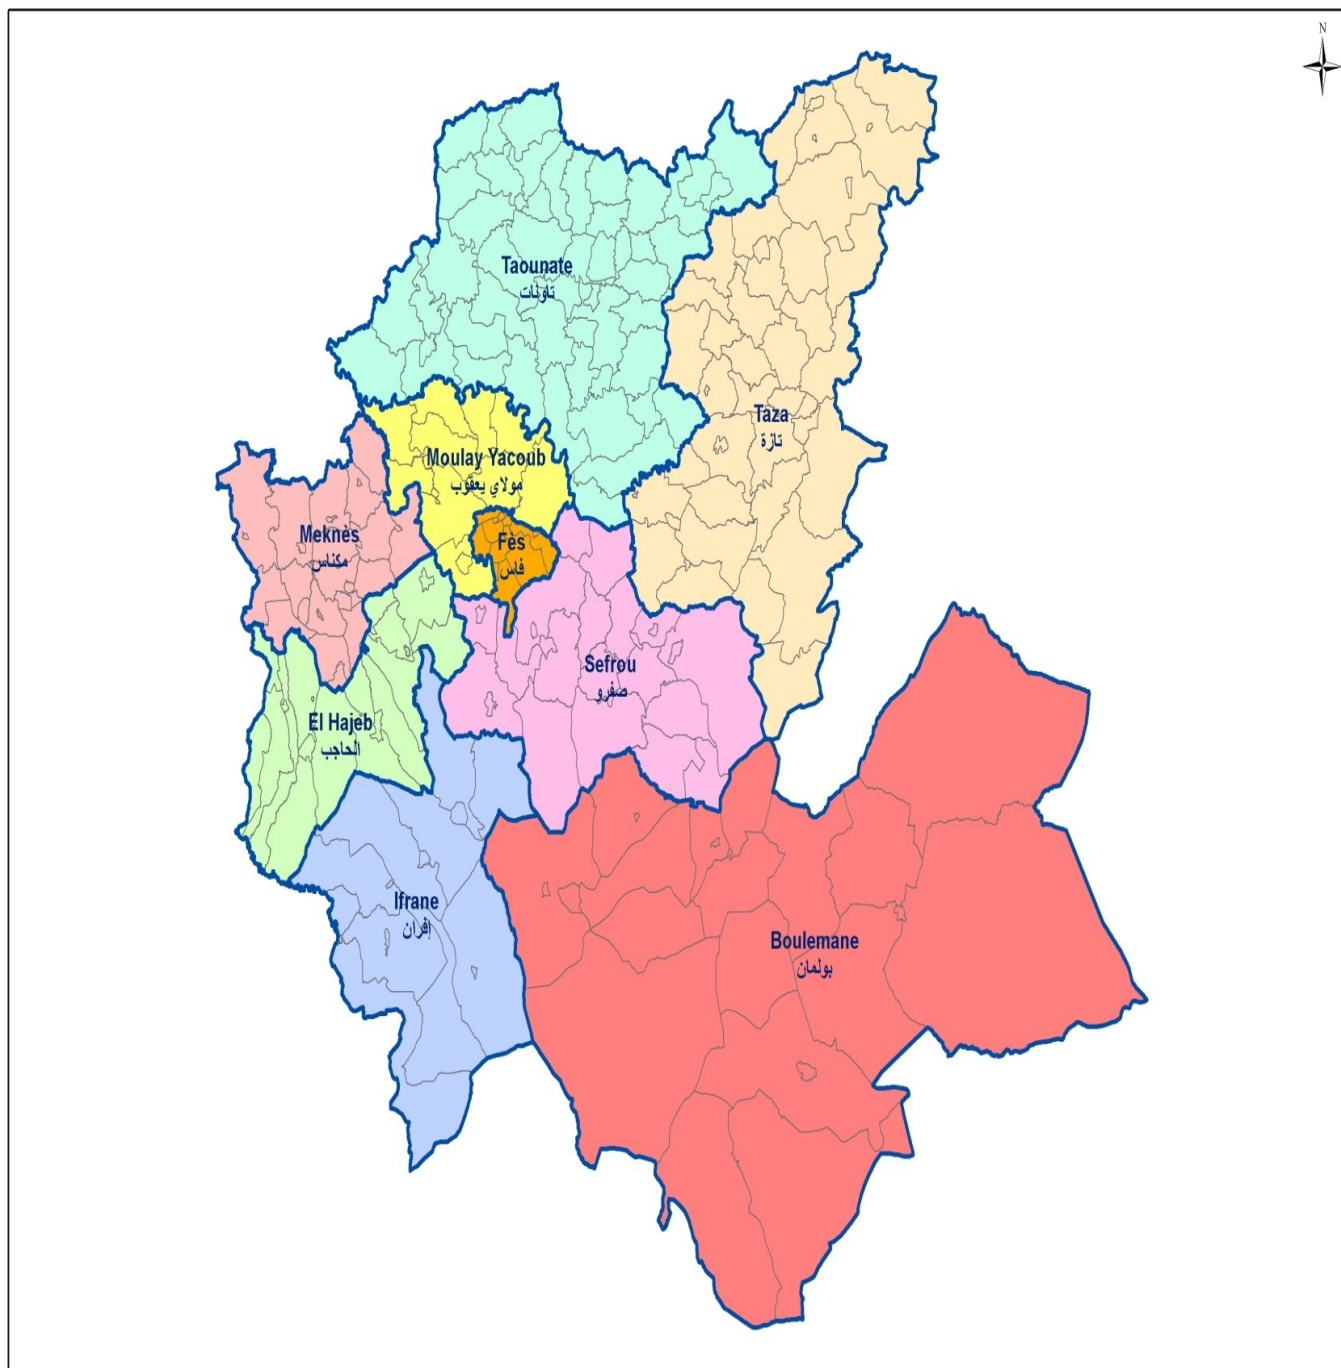 N
Taounate
تاونات
Taza
تازة
Moulay Yacoub
مولاي يعقوب
Meknès
مكناس
Fès
فاس
Sefrou
صفرو
El Hajeb
الحاجب
Ifrane
إفران
Boulemane
بولمان